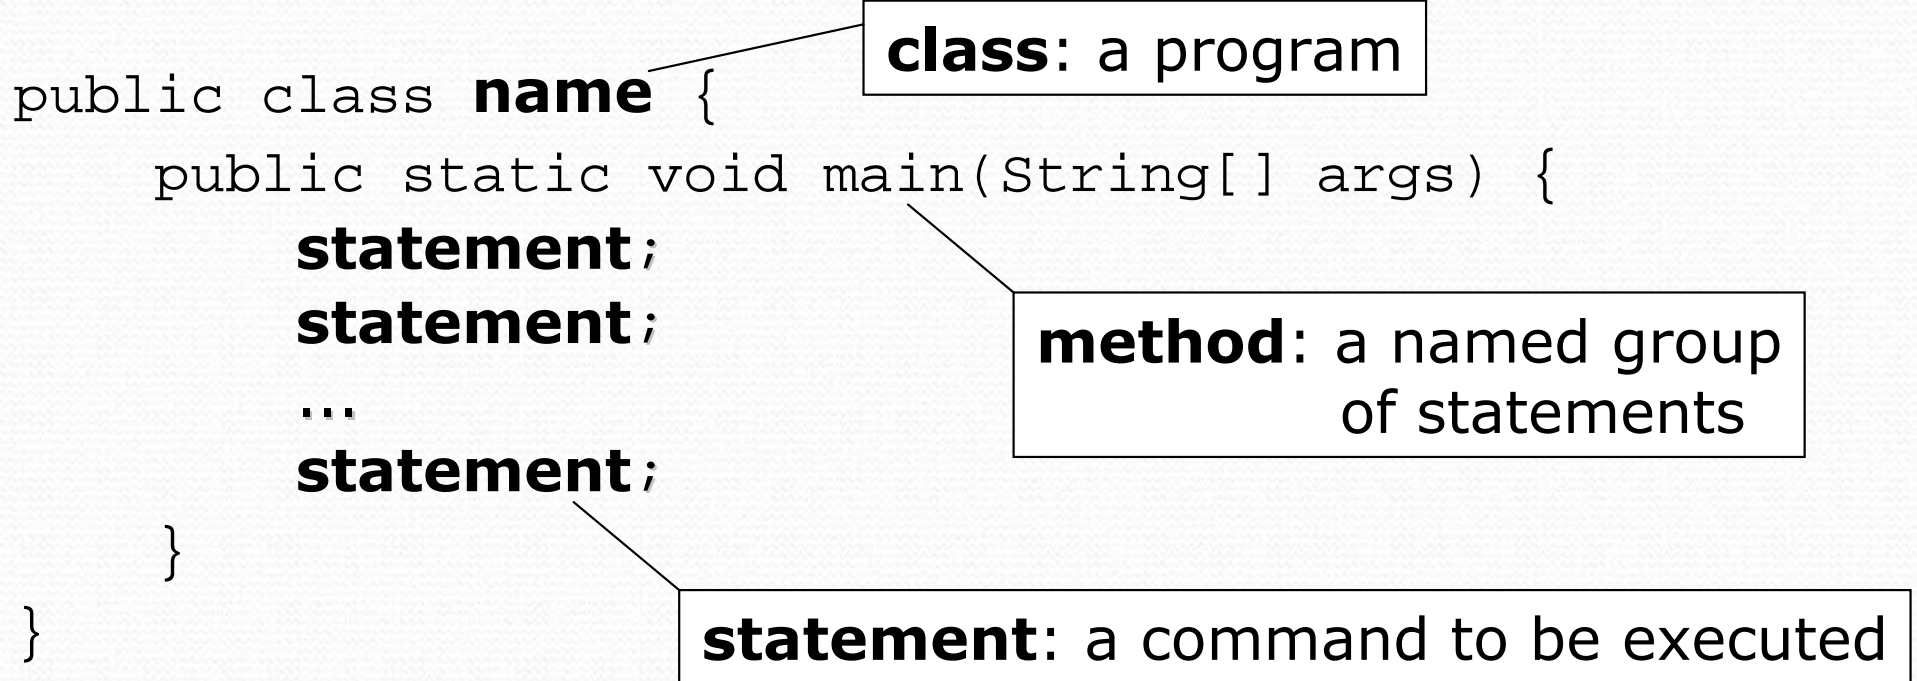 class: a program
public class name {
public static void main(String[] args) {
statement;
statement;
...
statement;
method: a named group
of statements
}
}
statement: a command to be executed